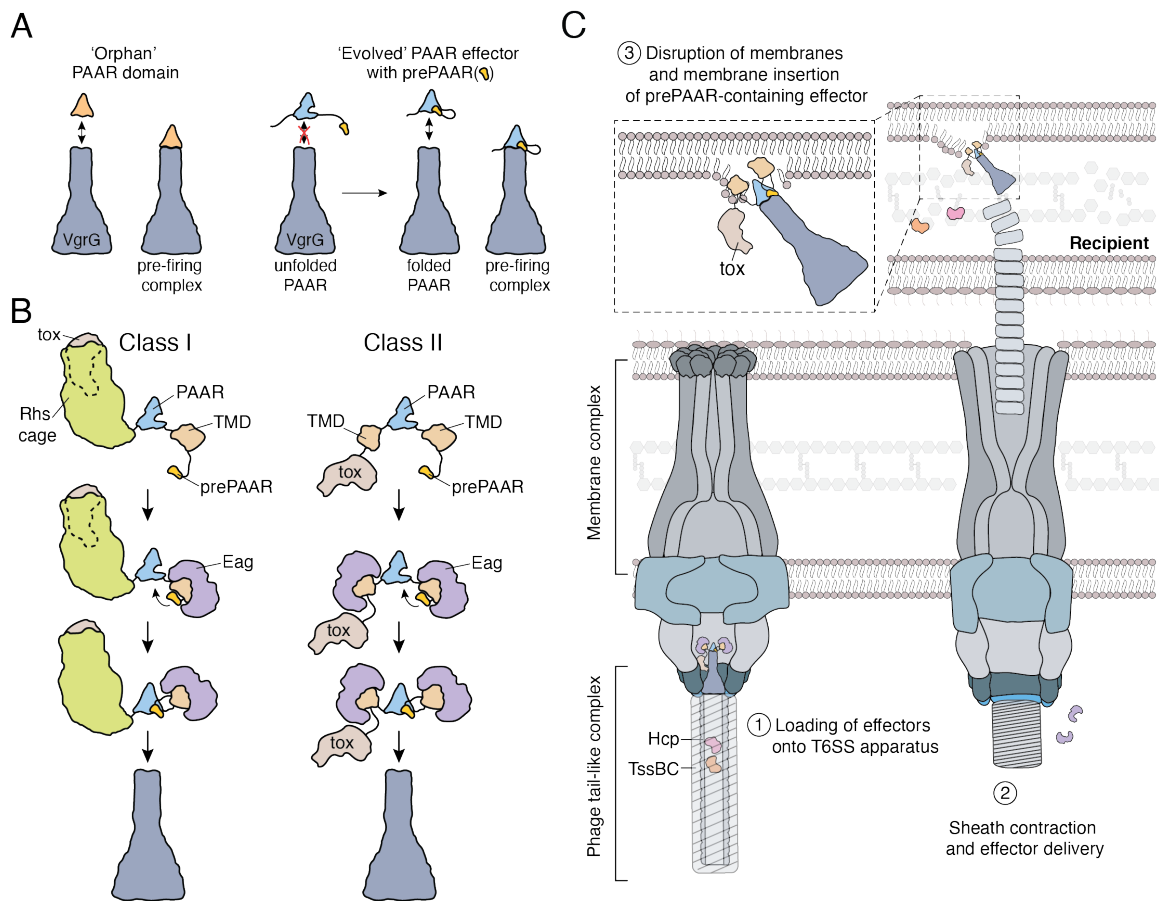 A
'Orphan'
PAAR domain
'Evolved' PAAR effector
with prePAAR( )
VgrG
pre-firing
complex
VgrG
unfolded
PAAR
folded
PAAR
pre-firing
complex
B
tox
Class I
Rhs
cage
PAAR
TMD
prePAAR
Eag
Class II
PAAR
TMD
TMD
tox
prePAAR
Eag
tox
tox
C
3 Disruption of membranes
and membrane insertion
of prePAAR-containing effector
tox
Recipient
Membrane complex
Phage tail-like complex
Hcp
TssBC
1 Loading of effectors
onto T6SS apparatus
2
Sheath contraction
and effector delivery